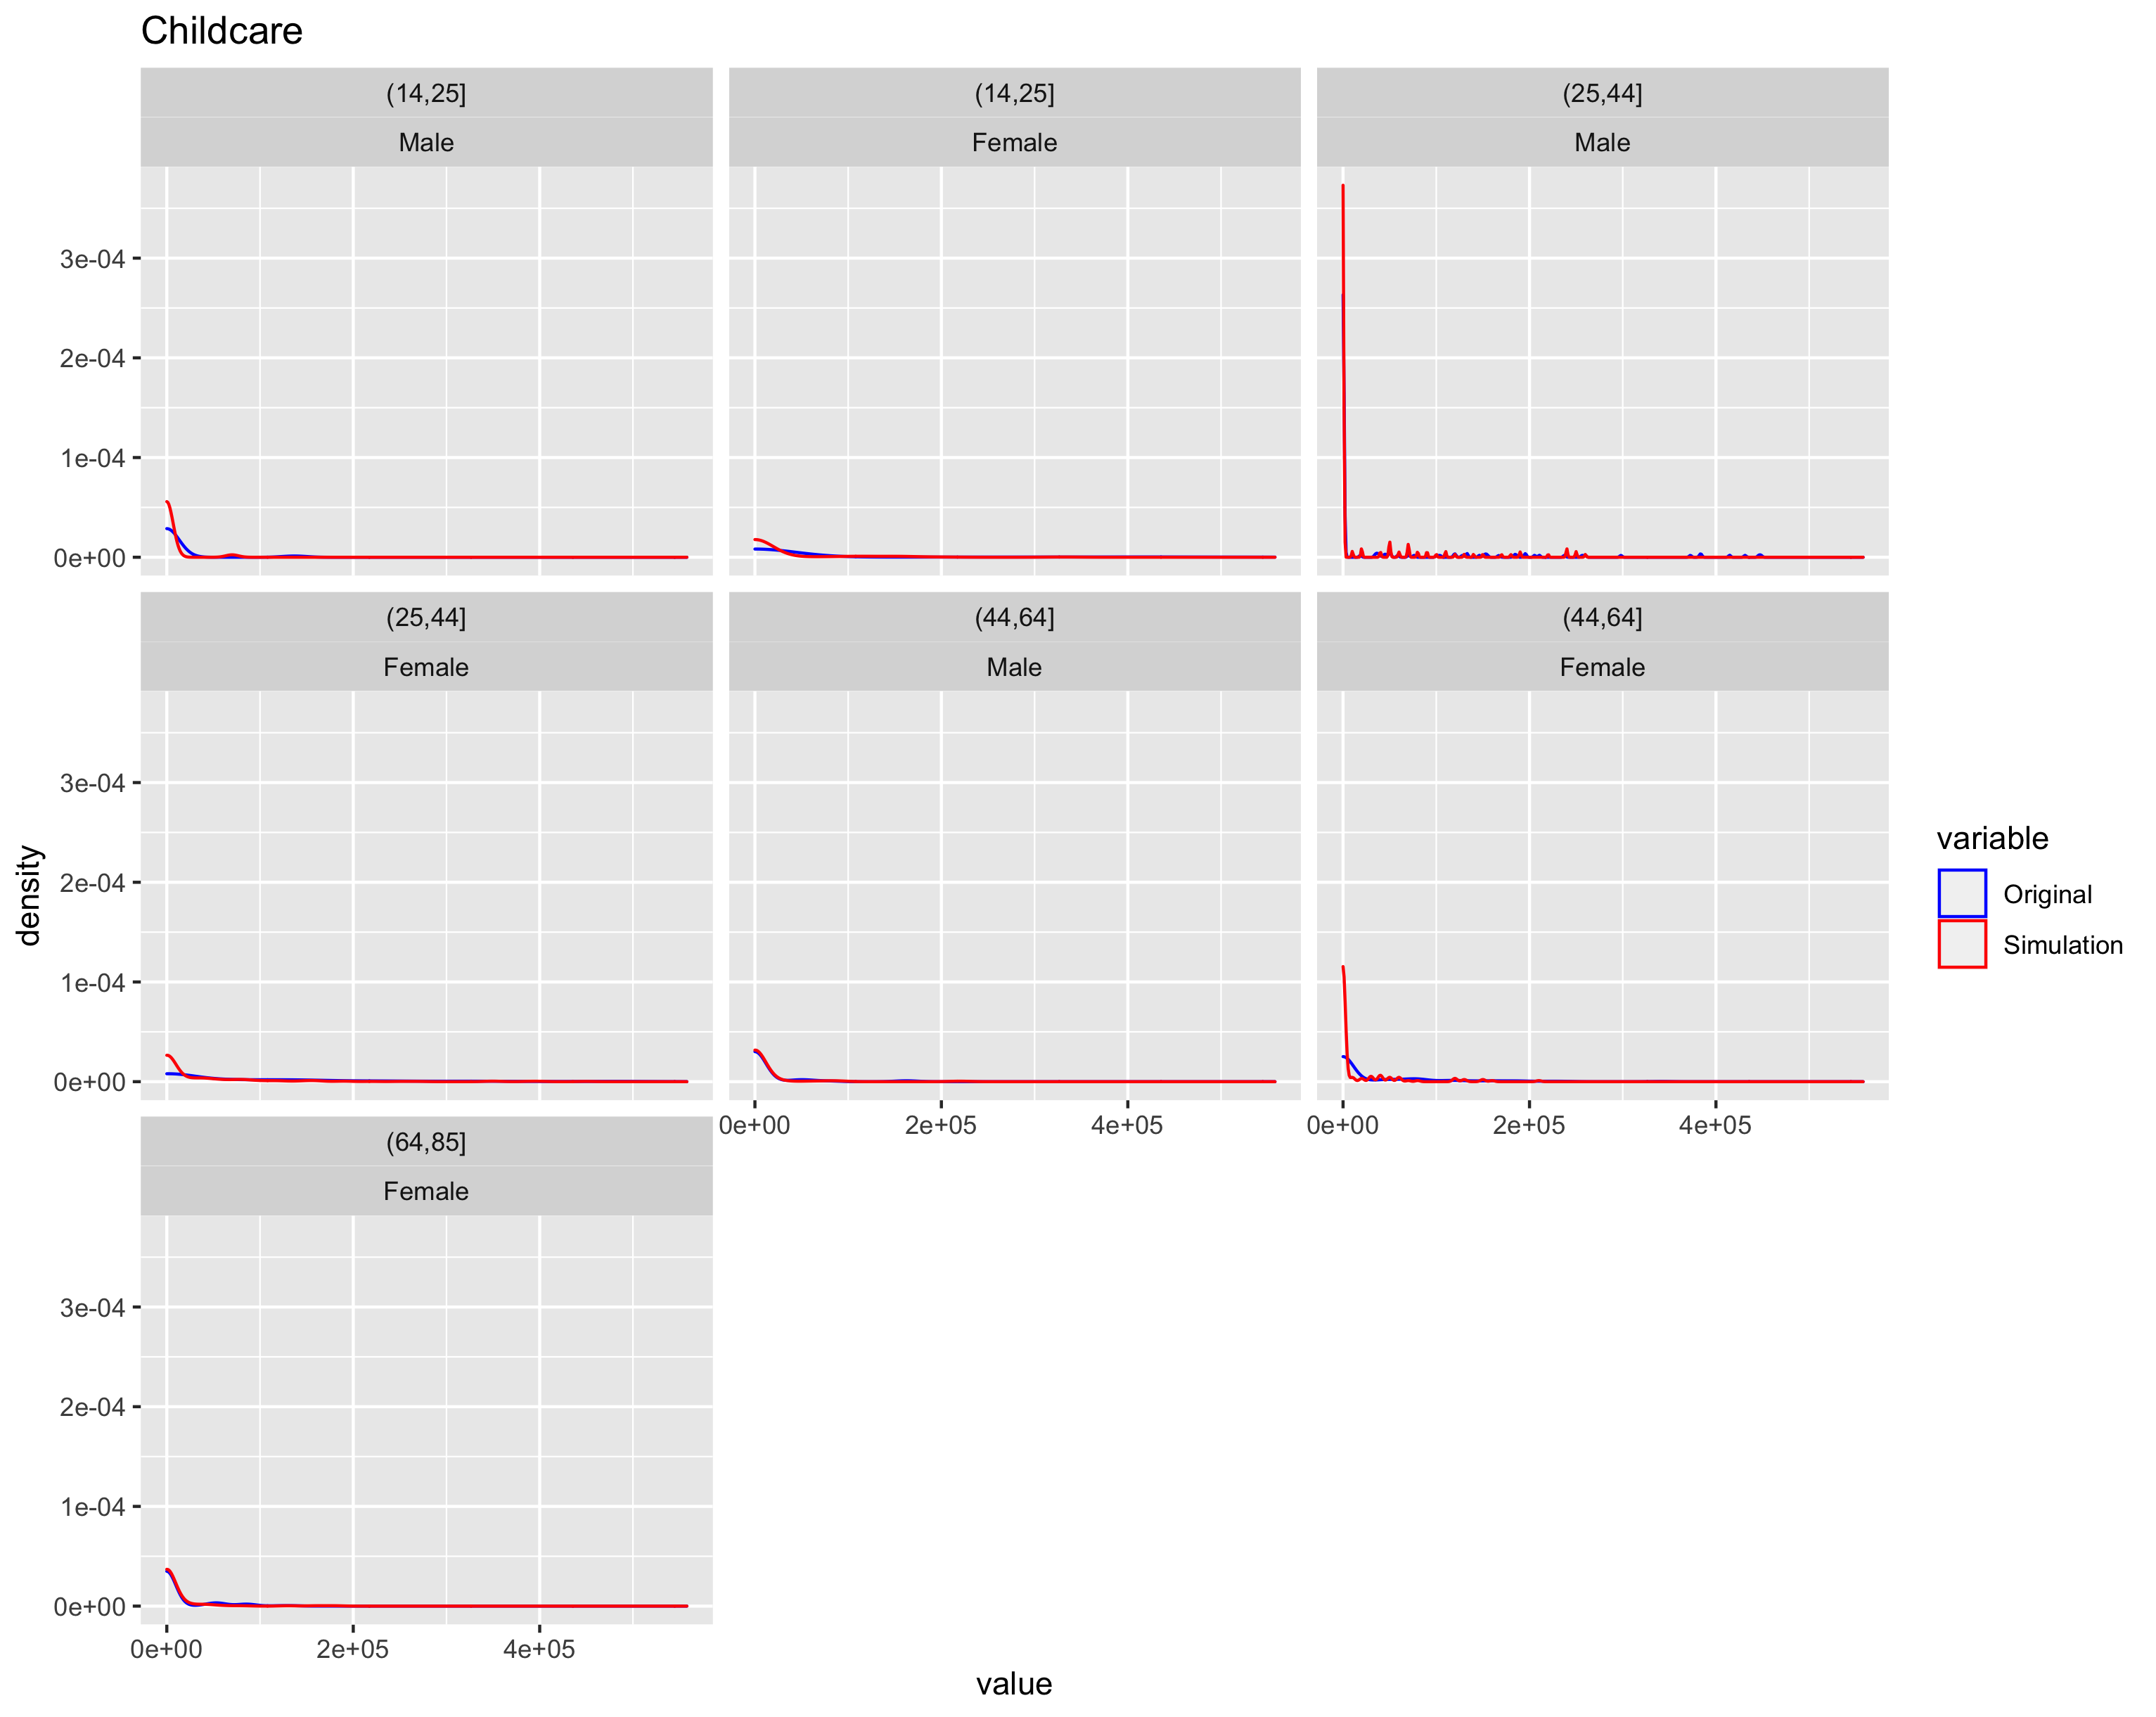 Childcare
(14,25]
Male
(14,25]
Female
(25,44]
Male
3e-04
2e-04
1e-04
0e+00
(25,44]
Female
(44,64]
Male
(44,64]
Female
3e-04
2e-04
1e-04
0e+00
0e+00 2e+05 4e+05
0e+00 2e+05 4e+05
(64,85]
Female
3e-04
2e-04
1e-04
0e+00
0e+00 2e+05 4e+05
value
density
variable
Original
Simulation